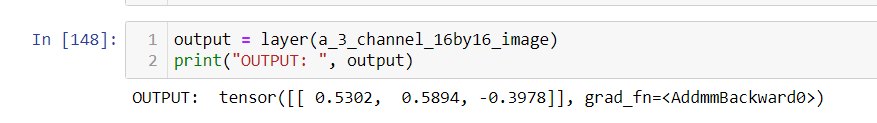 In [148]:
1 output = layer(a_3_channel_16by16_image)
2 print("OUTPUT: ", output)
OUTPUT:  tensor([[ 0.5302,  0.5894, -0.3978]], grad_fn=<AddmmBackward0>)